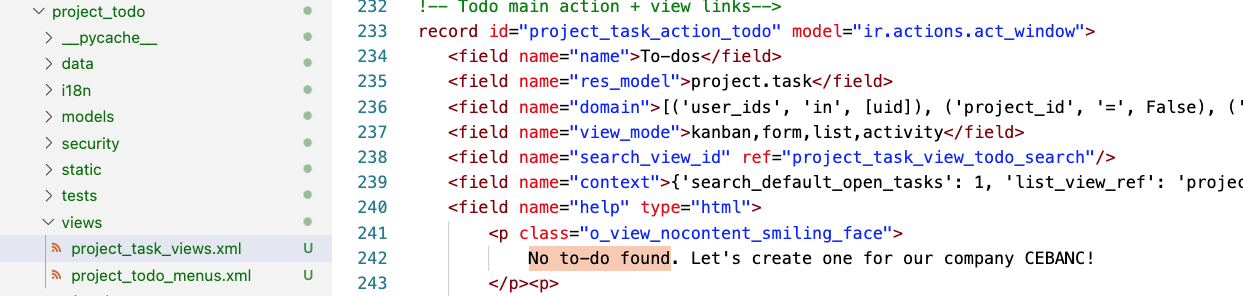 project_todo
__pycache__
data
i18n
models
security
static
tests
views
project_task_views.xml U
project_todo_menus.xml U
232 !-- Todo main action + view links-->
233 record id="project_task_action_todo" model="ir.actions.act_window">
234 <field name="name">To-dos</field>
235 <field name="res_model">project.task</field>
236 <field name="domain">[('user_ids', 'in', [uid]), ('project_id', '=', False), ('
237 <field name="view_mode">kanban,form,list,activity</field>
238 <field name="search_view_id" ref="project_task_view_todo_search"/>
239 <field name="context">{'search_default_open_tasks': 1, 'list_view_ref': 'projec
240 <field name="help" type="html">
241 <p class="o_view_nocontent_smiling_face">
242 No to-do found. Let's create one for our company CEBANC!
243 </p><p>